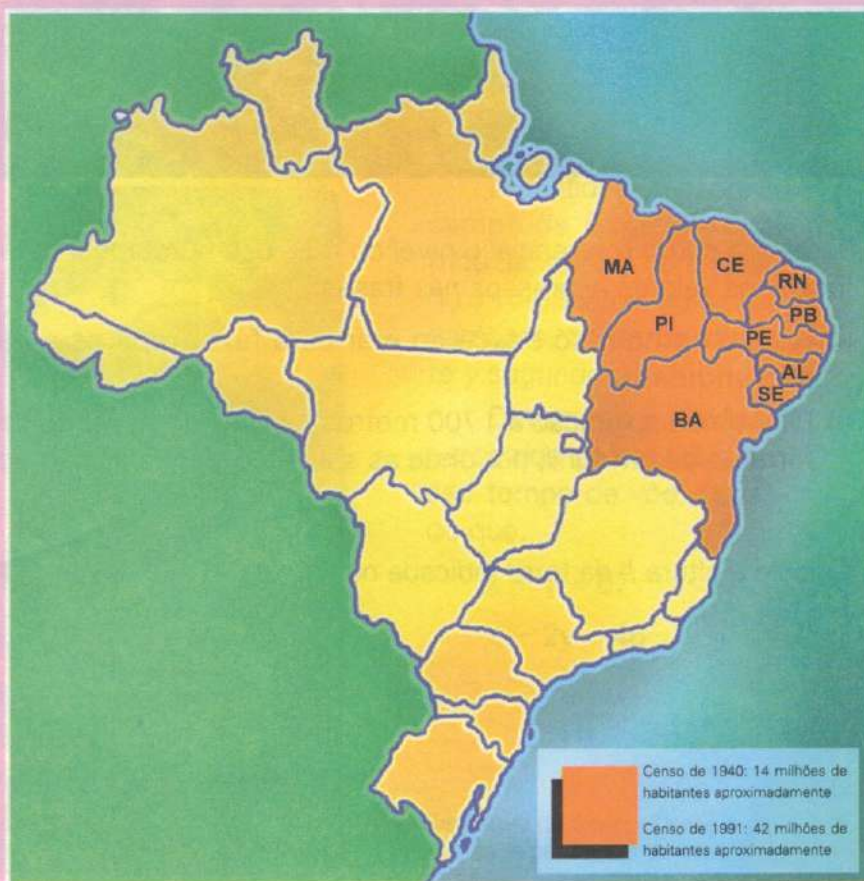 MA
CE
RN
PB
PI
PE
AL
SE
BA
Censo de 1940: 14 milhões de
habitantes aproximadamente
Censo de 1991: 42 milhões de
habitantes aproximadamente